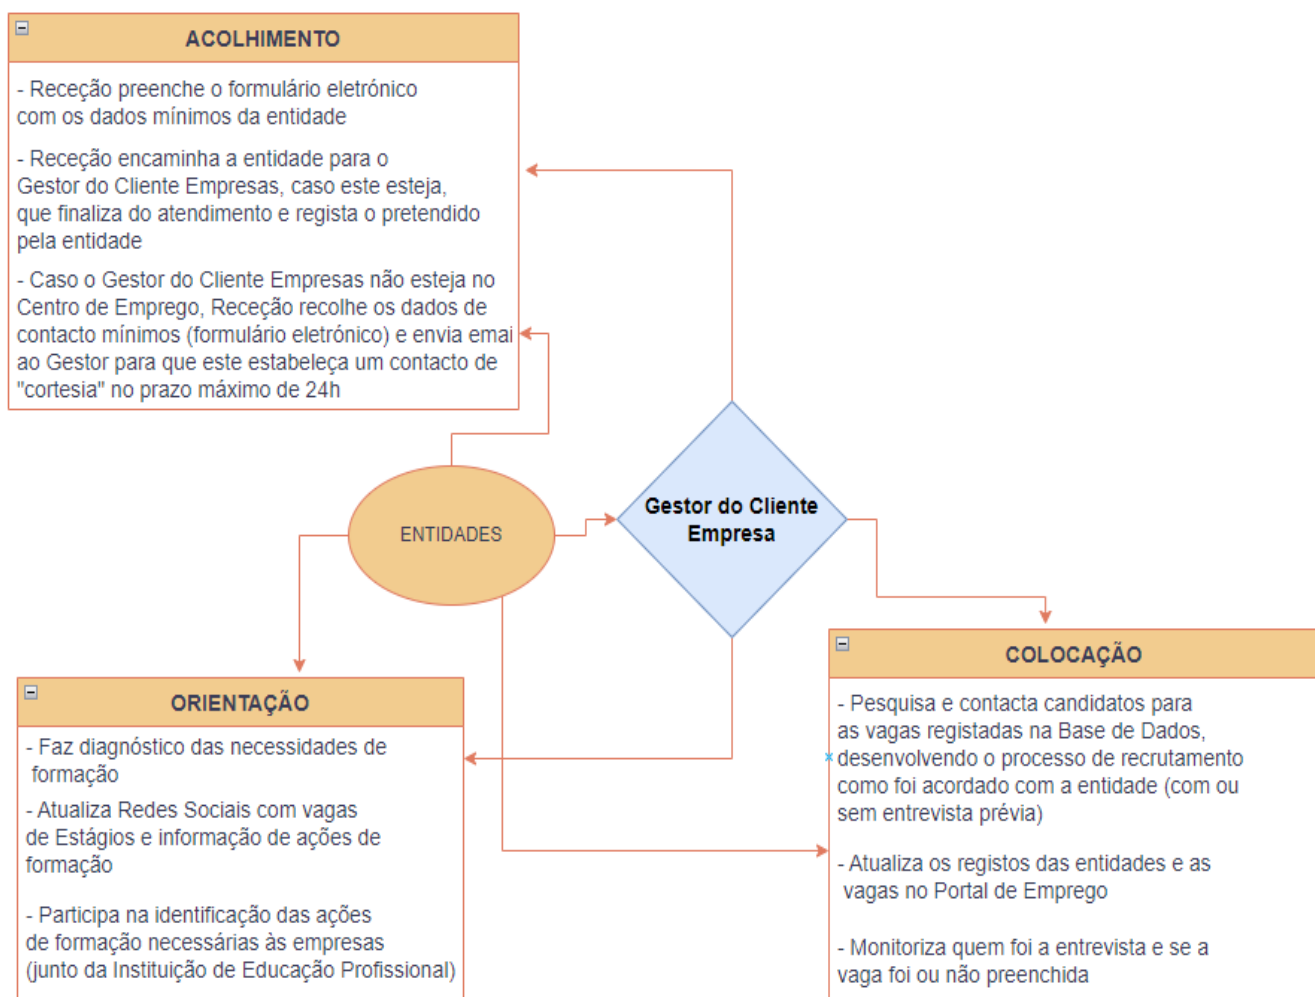 ACOLHIMENTO
- Receção preenche o formulário eletrónico
com os dados mínimos da entidade
- Receção encaminha a entidade para o
Gestor do Cliente Empresas, caso este esteja,
que finaliza do atendimento e regista o pretendido
pela entidade
- Caso o Gestor do Cliente Empresas não esteja no
Centro de Emprego, Receção recolhe os dados de
contacto mínimos (formulário eletrónico) e envia emai
ao Gestor para que este estabeleça um contacto de
"cortesia" no prazo máximo de 24h
ENTIDADES
Gestor do Cliente
Empresa
ORIENTAÇÃO
- Faz diagnóstico das necessidades de
formação
- Atualiza Redes Sociais com vagas
de Estágios e informação de ações de
formação
- Participa na identificação das ações
de formação necessárias às empresas
(junto da Instituição de Educação Profissional)
COLOCAÇÃO
- Pesquisa e contacta candidatos para
as vagas registadas na Base de Dados,
desenvolvendo o processo de recrutamento
como foi acordado com a entidade (com ou
sem entrevista prévia)
- Atualiza os registos das entidades e as
vagas no Portal de Emprego
- Monitoriza quem foi a entrevista e se a
vaga foi ou não preenchida